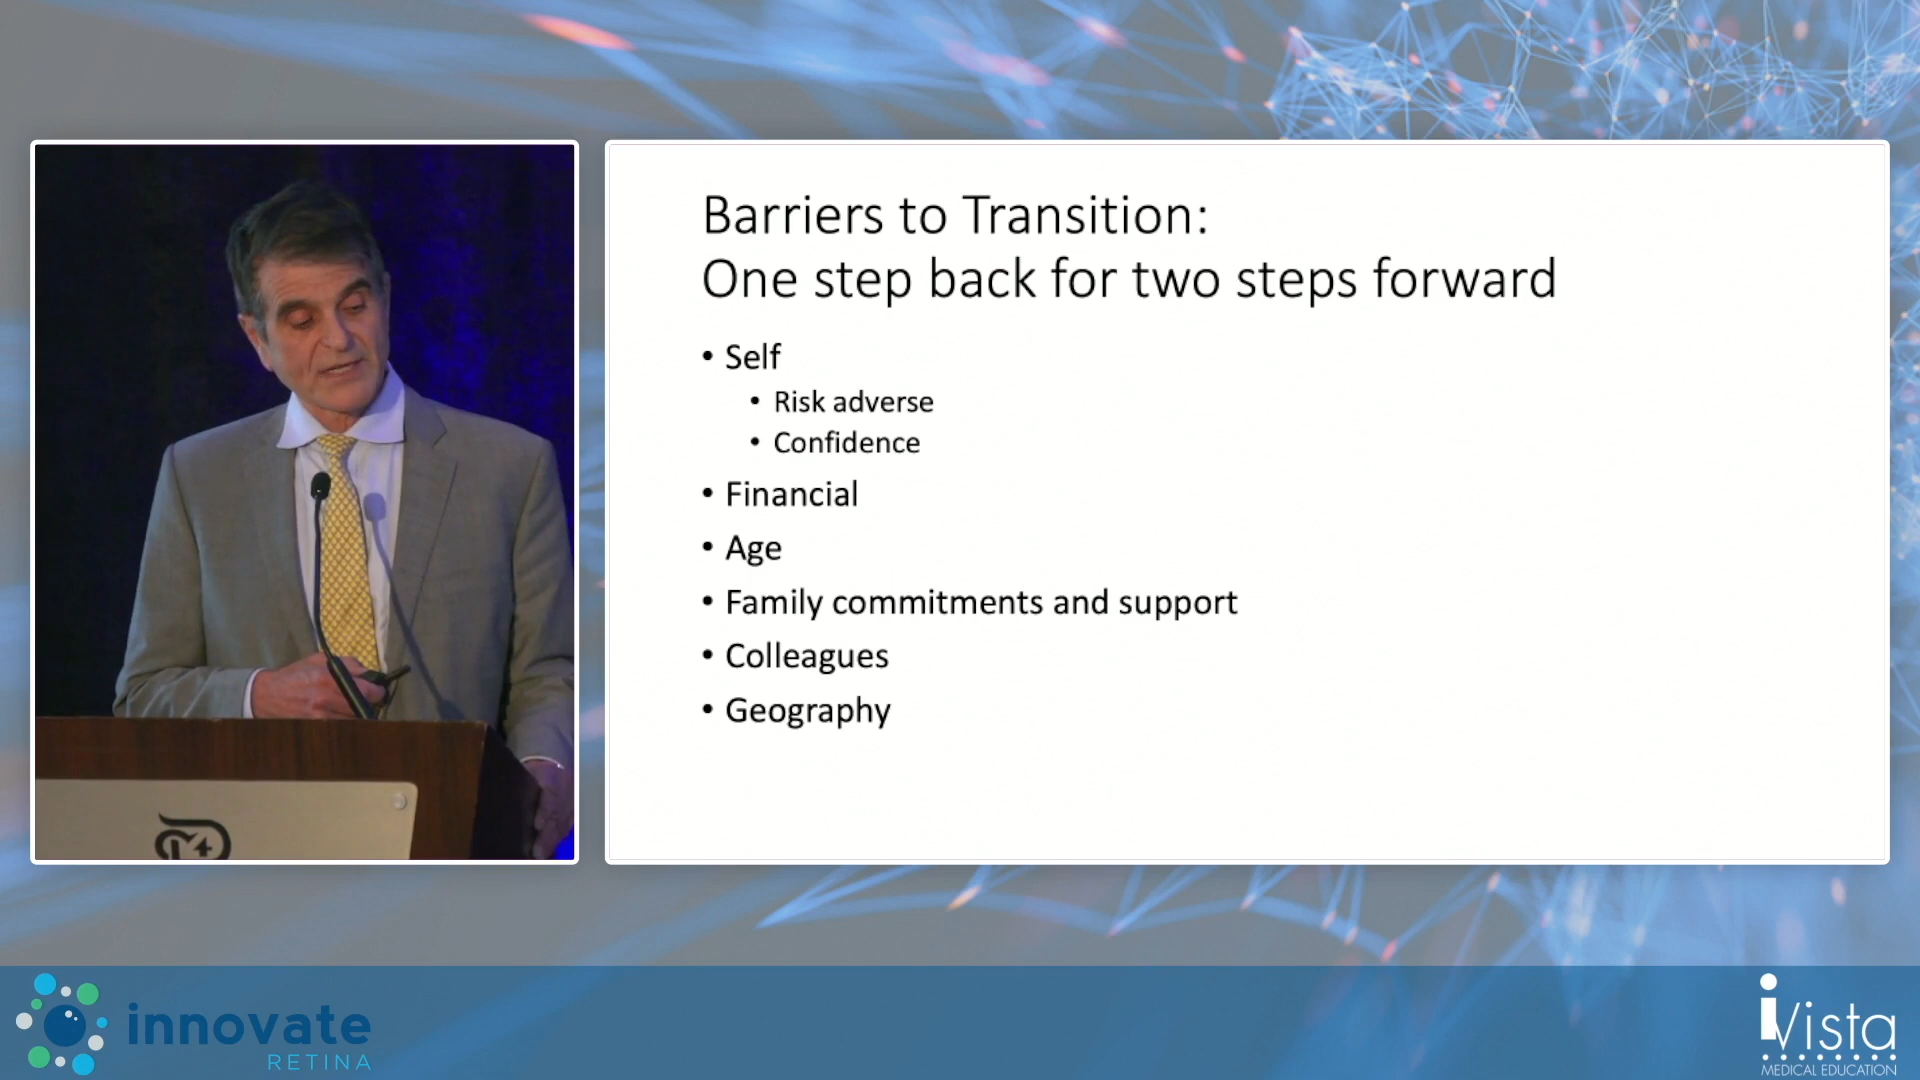 Barriers to Transition:
One step back for two steps forward
• Self
• Risk adverse
• Confidence
• Financial
• Age
• Family commitments and support
• Colleagues
• Geography
innovate
RETINA
iVista
MEDICAL EDUCATION